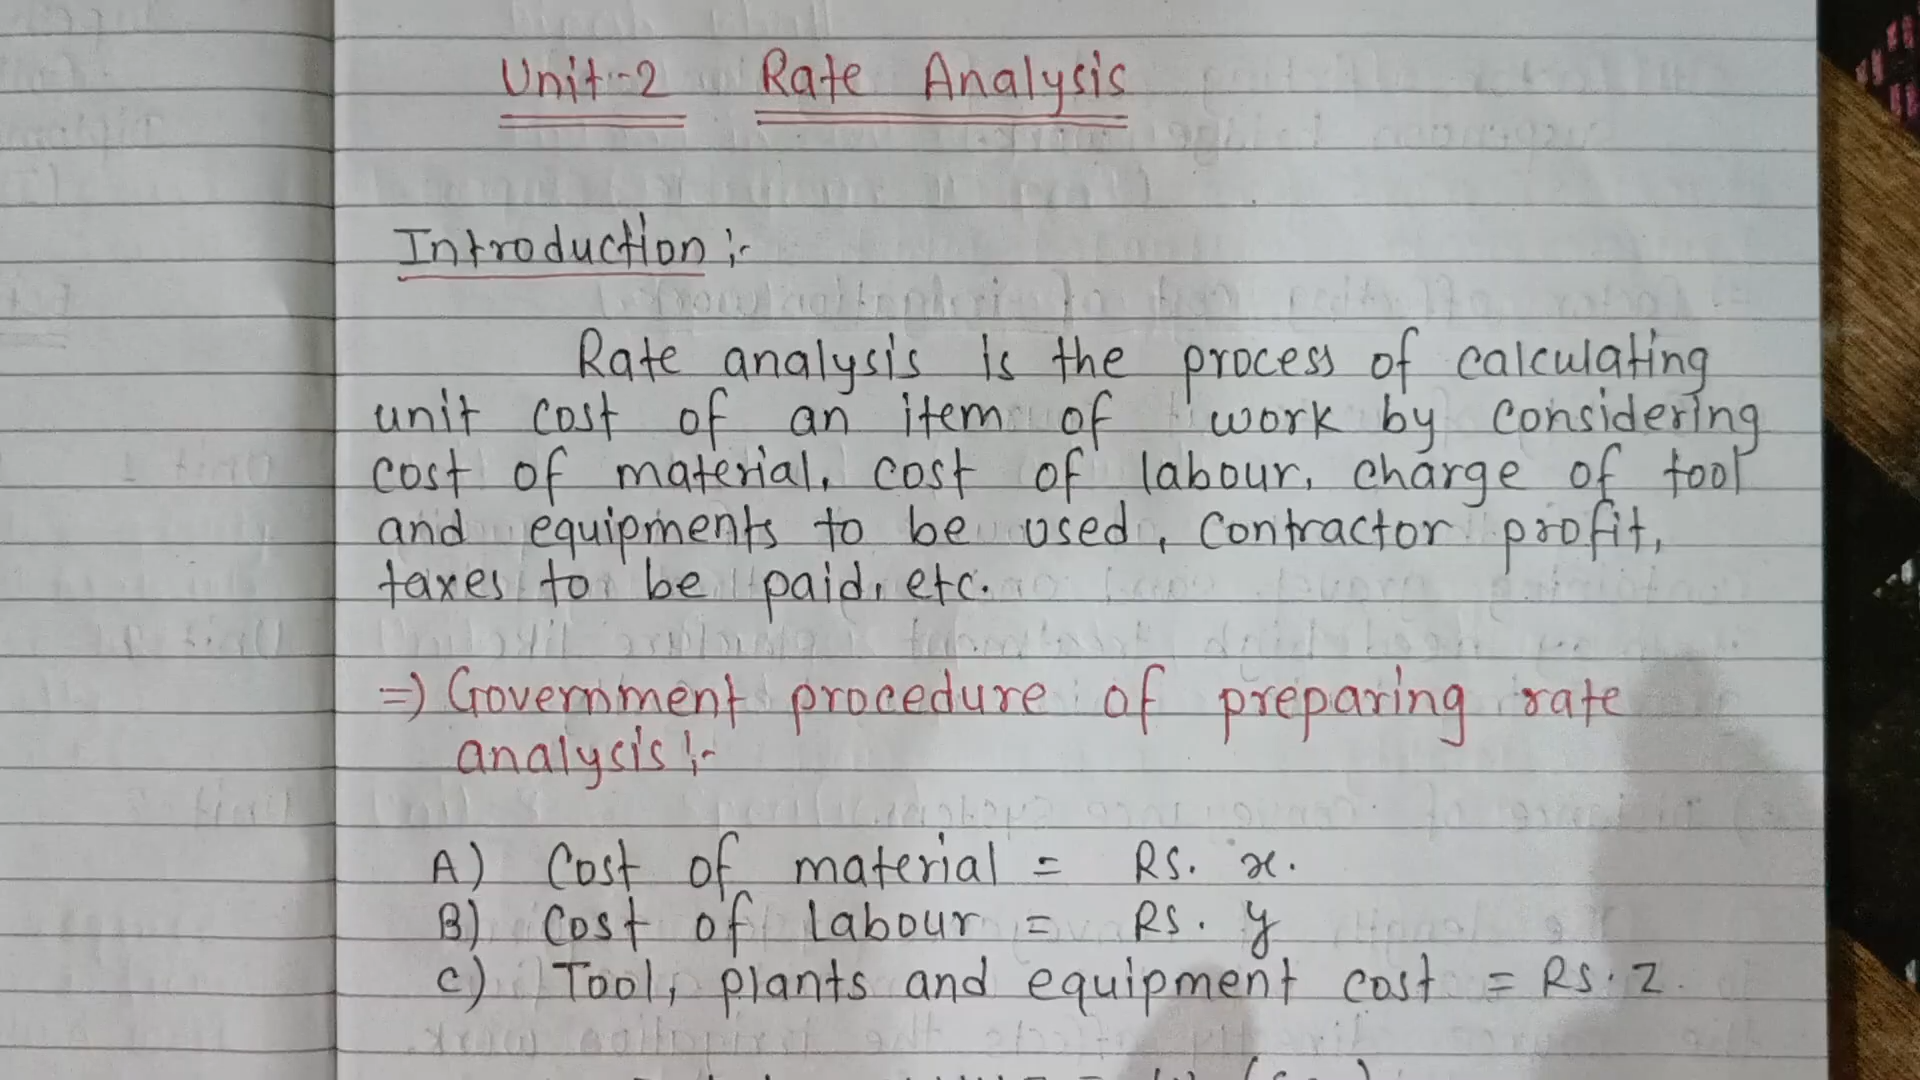 Unit-2 Rate Analysis
Introduction :-
Rate analysis is the process of calculating
unit cost of an item of work by considering
cost of material, cost of labour, charge of tool
and equipments to be used, contractor profit,
taxes to be paid, etc.
=) Government procedure of preparing rate
analysis :-
A) Cost of material = Rs. x.
B) Cost of labour = Rs. y
C) Tool, plants and equipment cost = Rs. Z.